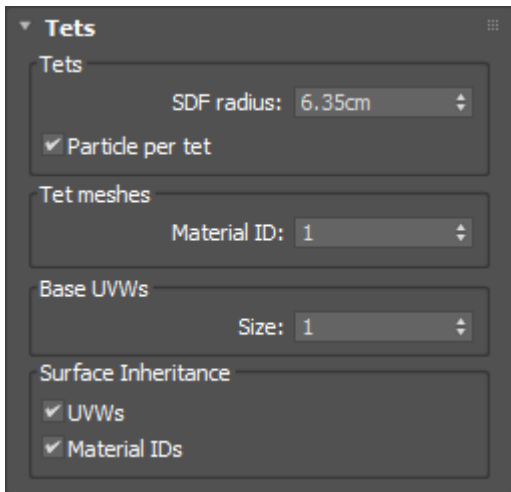 Tets
Tets
SDF radius: 6.35cm
Particle per tet
Tet meshes
Material ID: 1
Base UVWs
Size: 1
Surface Inheritance
UVWs
Material IDs